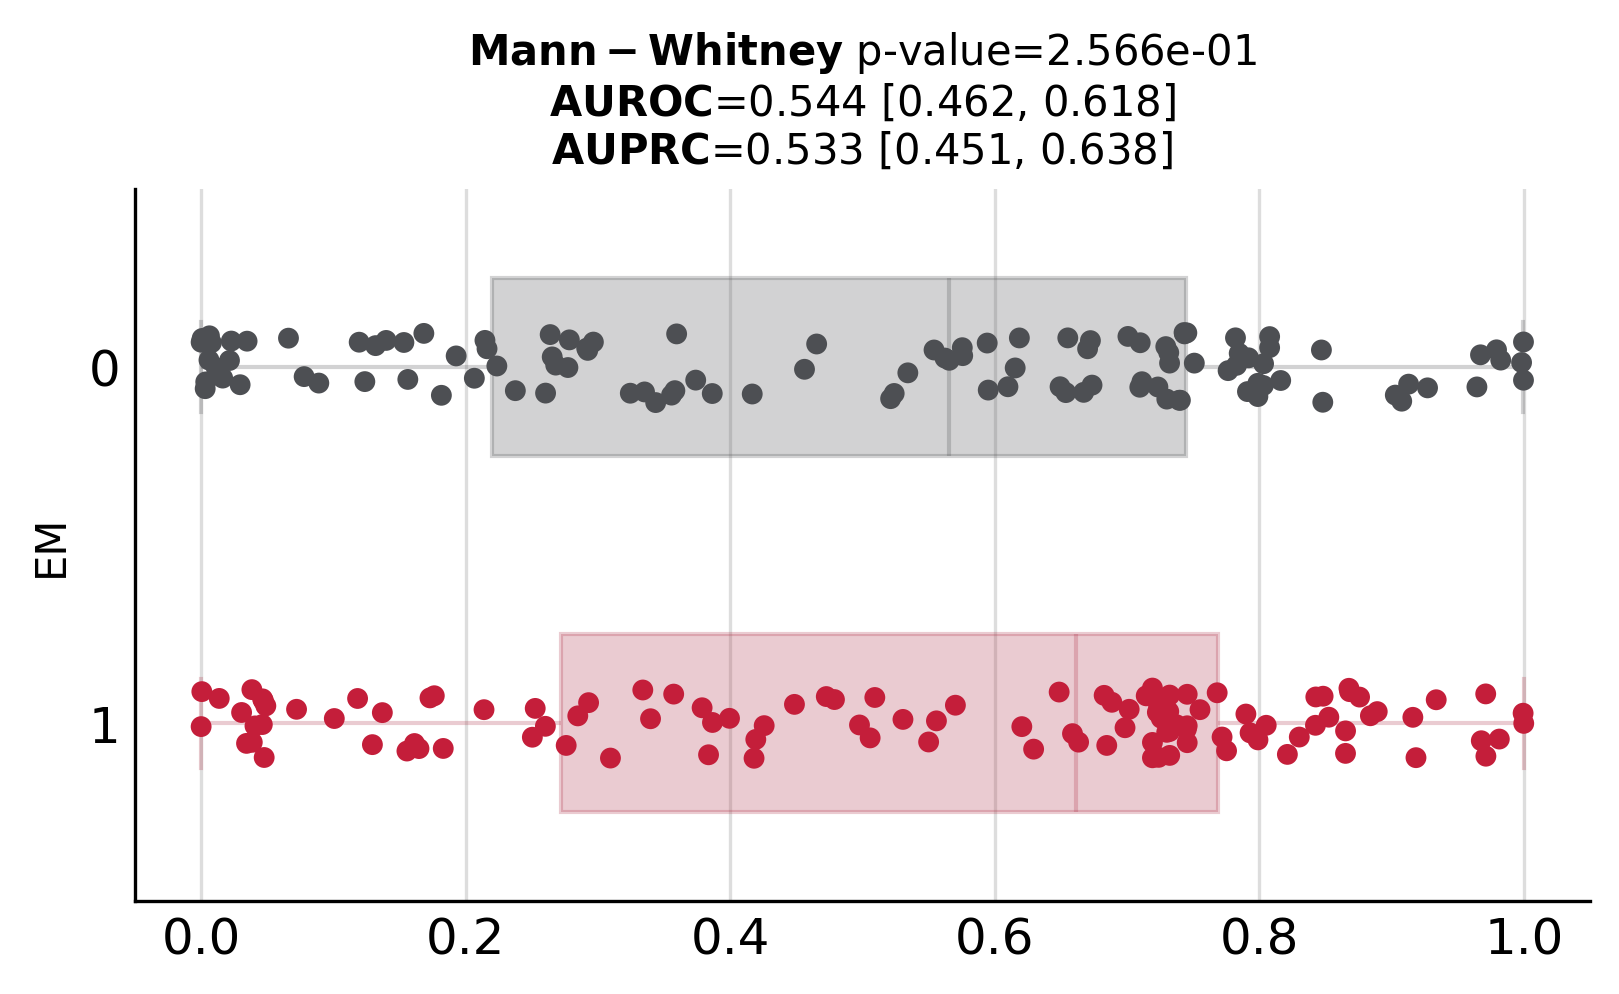 Mann − Whitney p-value=2.566e-01
AUROC=0.544 [0.462, 0.618]
AUPRC=0.533 [0.451, 0.638]
0
EM
1
0.0 0.2 0.4 0.6 0.8 1.0